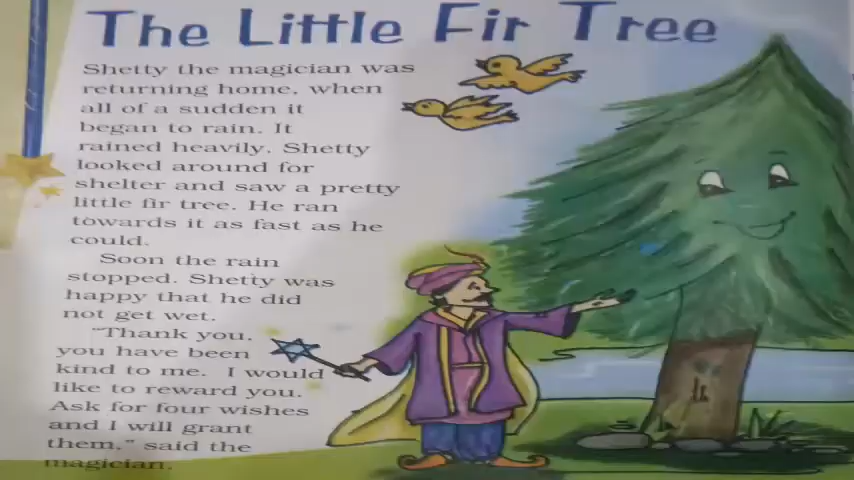 The Little Fir Tree
Shetty the magician was
returning home, when
all of a sudden it
began to rain. It
rained heavily. Shetty
looked around for
shelter and saw a pretty
little fir tree. He ran
towards it as fast as he
could.
Soon the rain
stopped. Shetty was
happy that he did
not get wet.
"Thank you,
you have been
kind to me. I would
like to reward you.
Ask for four wishes
and I will grant
them," said the
magician.